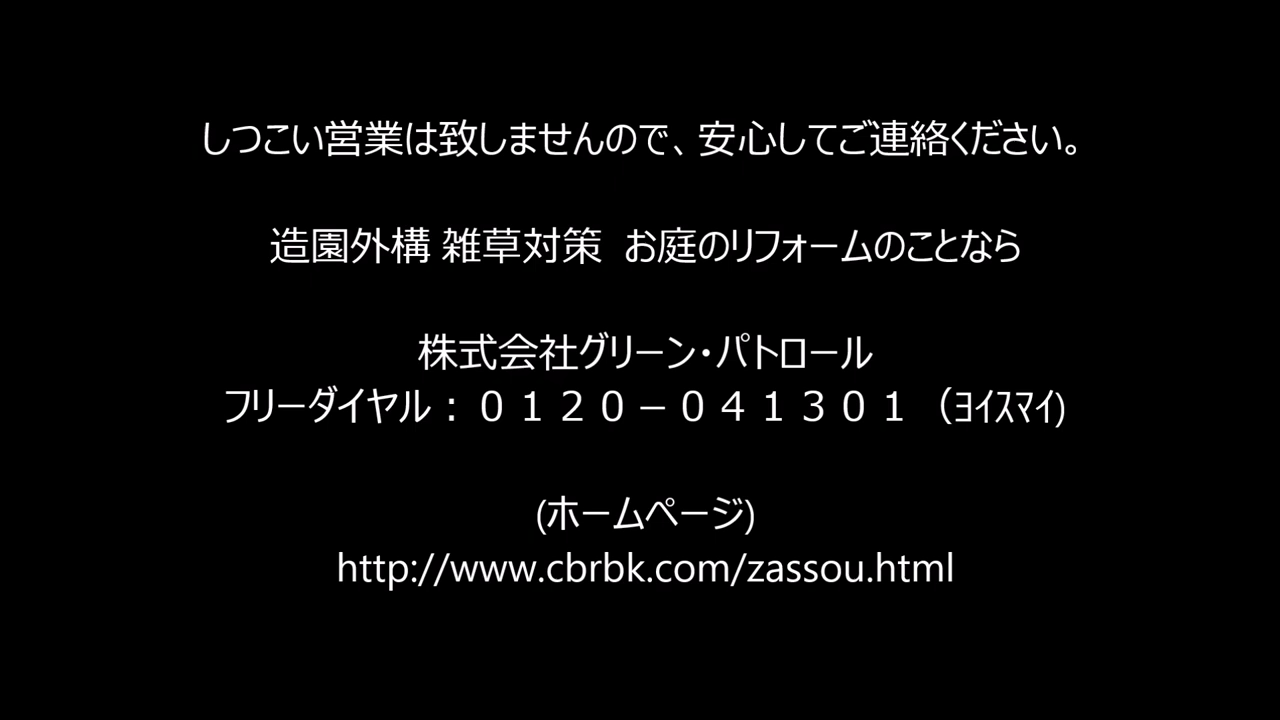 しつこい営業は致しませんので、安心してご連絡ください。
造園外構 雑草対策  お庭のリフォームのことなら
株式会社グリーン・パトロール
フリーダイヤル：０１２０－０４１３０１（ﾖｲｽﾏｲ)
(ホームページ)
http://www.cbrbk.com/zassou.html